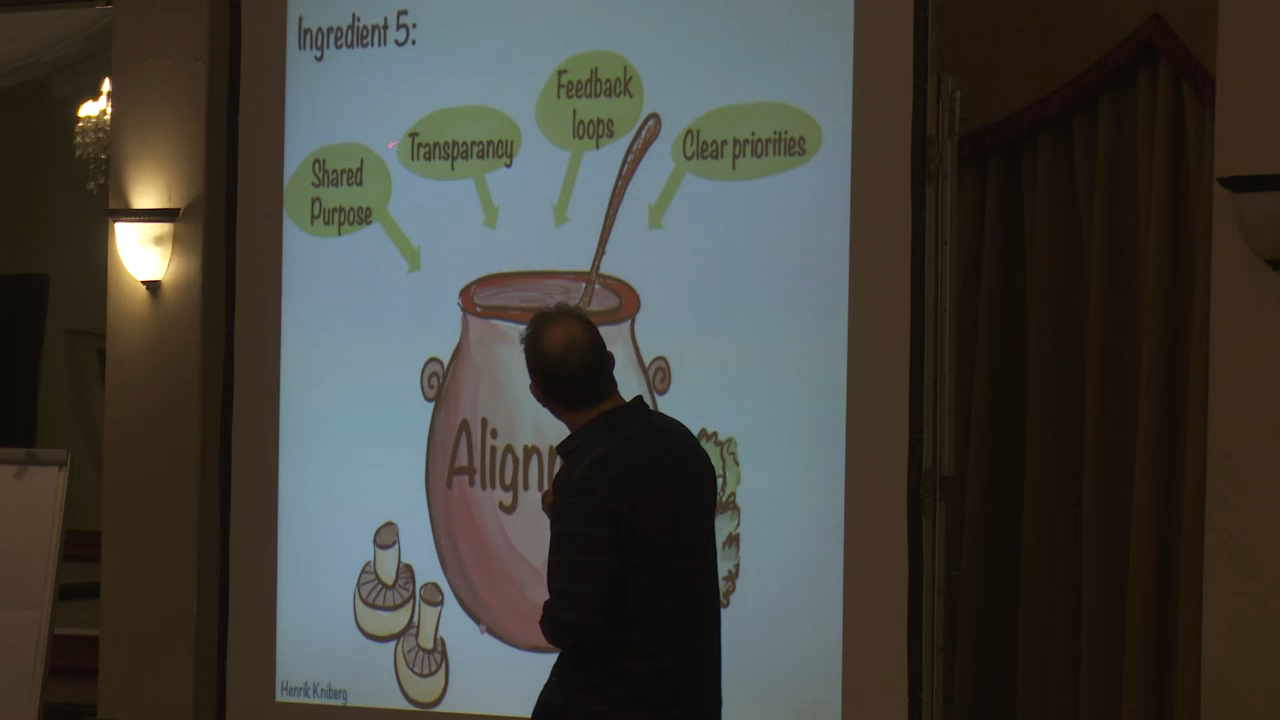 Ingredient 5:
Feedback
loops
Transparancy
Clear priorities
Shared
Purpose
Henrik Kniberg